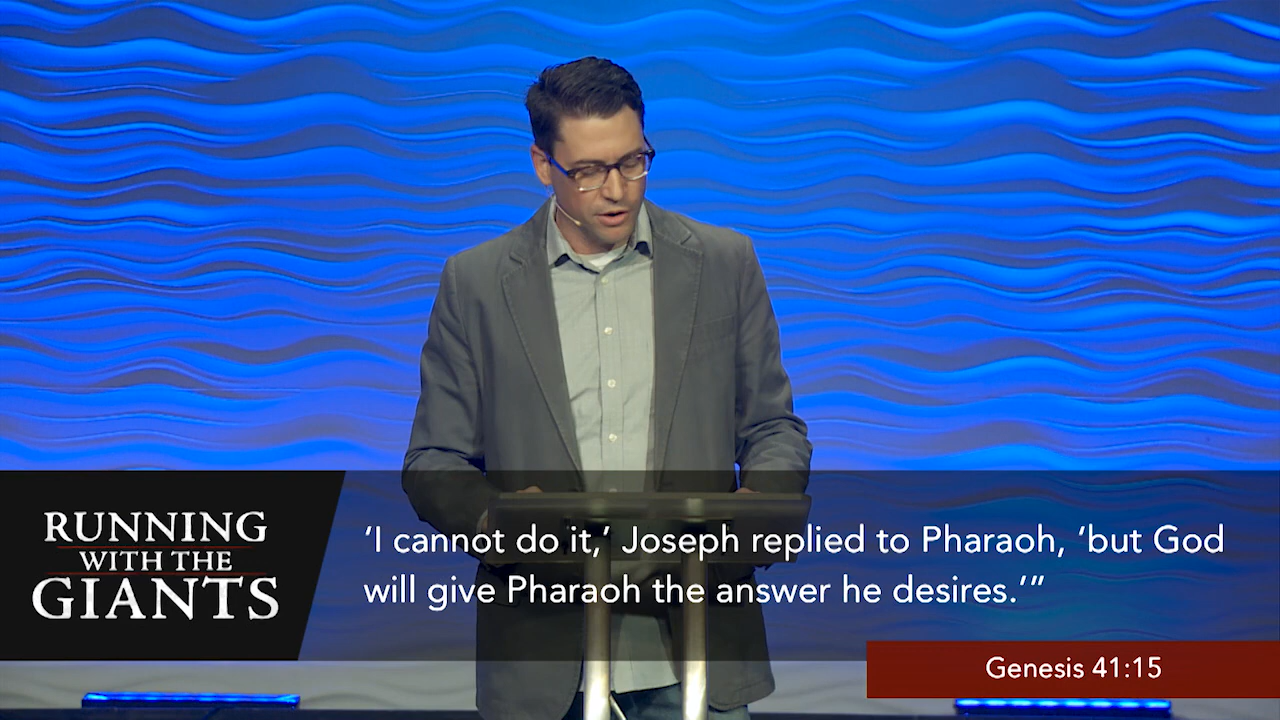 RUNNING
WITH THE
GIANTS
‘I cannot do it,’ Joseph replied to Pharaoh, ‘but God
will give Pharaoh the answer he desires.’”
Genesis 41:15